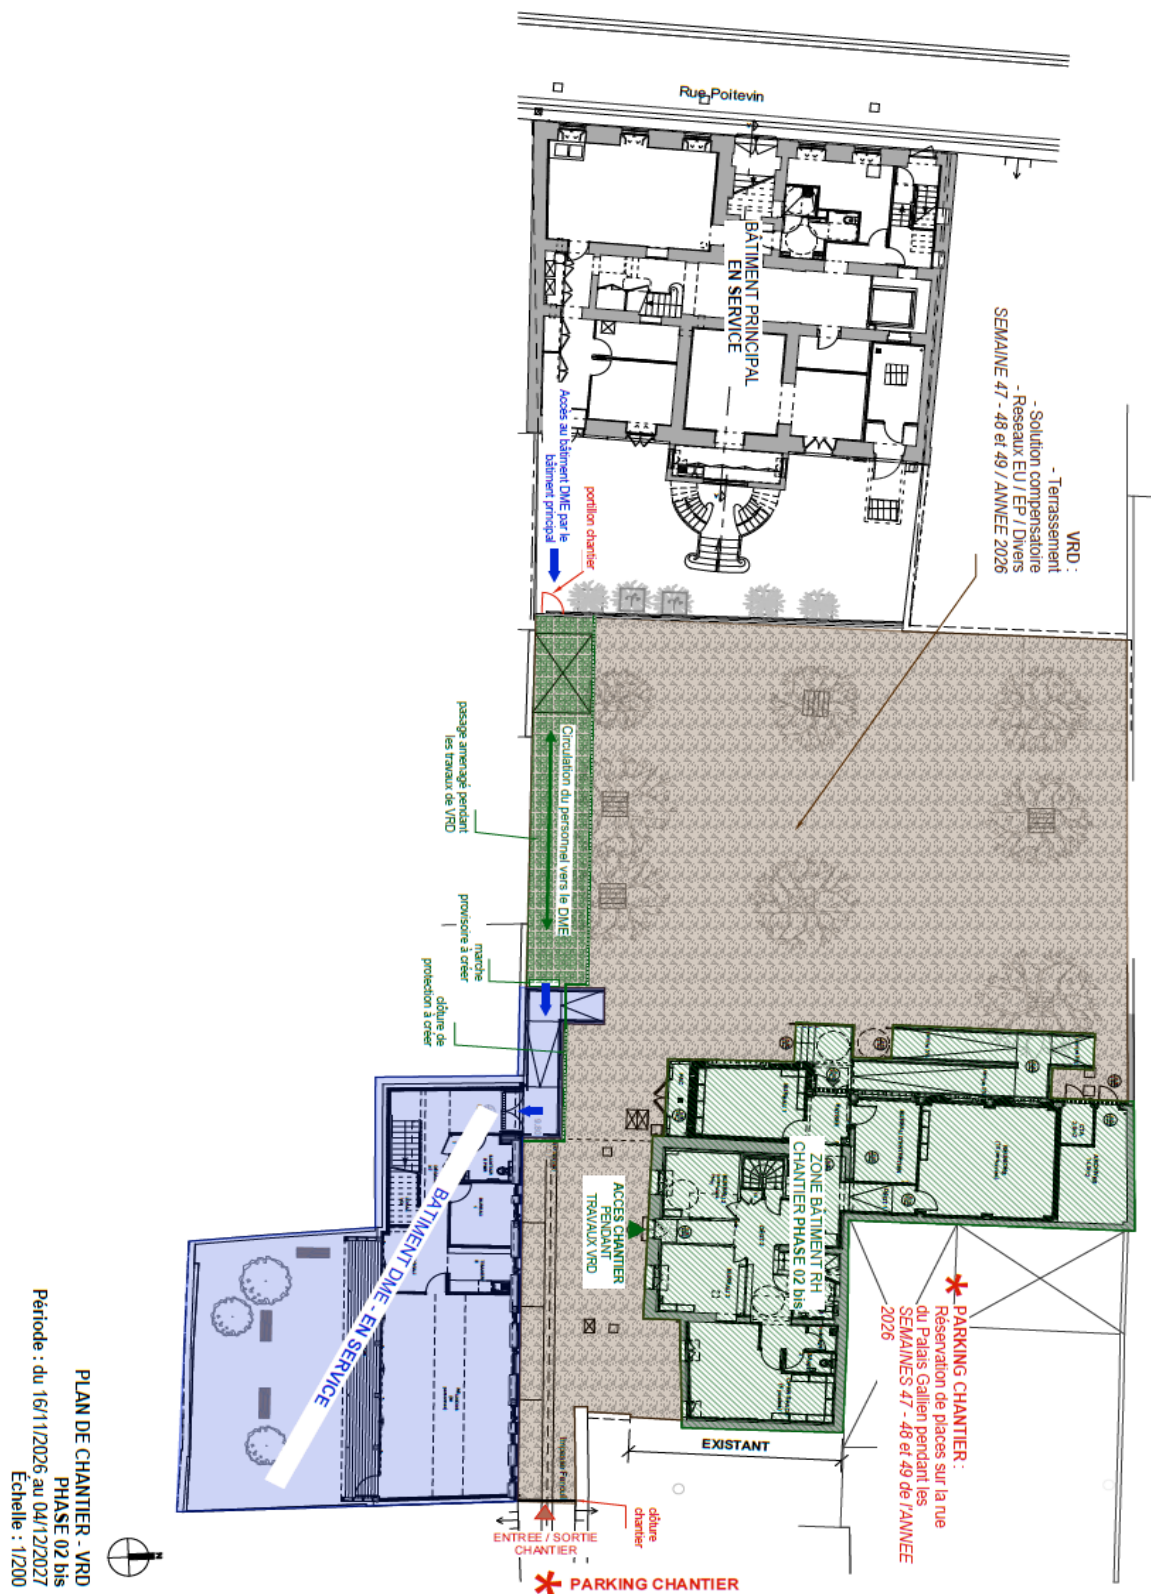 Rue Poitevin
BÂTIMENT PRINCIPAL
EN SERVICE
VRD :
- Terrassement
- Solution compensatoire
- Reseaux EU / EP / Divers
SEMAINE 47 - 48 et 49 / ANNEE 2026
Accès au bâtiment DME par le
bâtiment principal
portillon chantier
Circulation du personnel vers le DME
pasage amenagé pendant
les travaux de VRD
marche
provisoire à créer
clôture de
protection à créer
ZONE BÂTIMENT RH
CHANTIER PHASE 02 bis
ACCES CHANTIER
PENDANT
TRAVAUX VRD
BATIMENT DME - EN SERVICE
* PARKING CHANTIER :
Réservation de places sur la rue
du Palais Gallien pendant les
SEMAINES 47 - 48 et 49 de l'ANNEE
2026
EXISTANT
clôture
chantier
ENTREE / SORTIE
CHANTIER
* PARKING CHANTIER
PLAN DE CHANTIER - VRD
PHASE 02 bis
Période : du 16/11/2026 au 04/12/2027
Échelle : 1/200
N